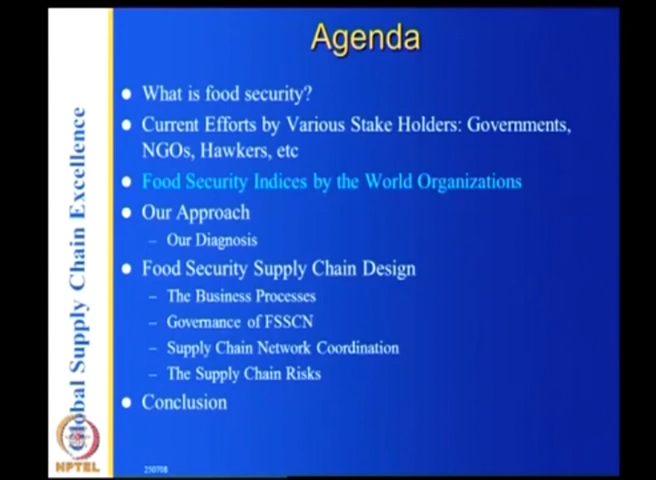 Agenda
What is food security?
Current Efforts by Various Stake Holders: Governments,
NGOs, Hawkers, etc
Food Security Indices by the World Organizations
Our Approach
– Our Diagnosis
Food Security Supply Chain Design
– The Business Processes
– Governance of FSSCN
– Supply Chain Network Coordination
– The Supply Chain Risks
Conclusion
Global Supply Chain Excellence
NPTEL
250708